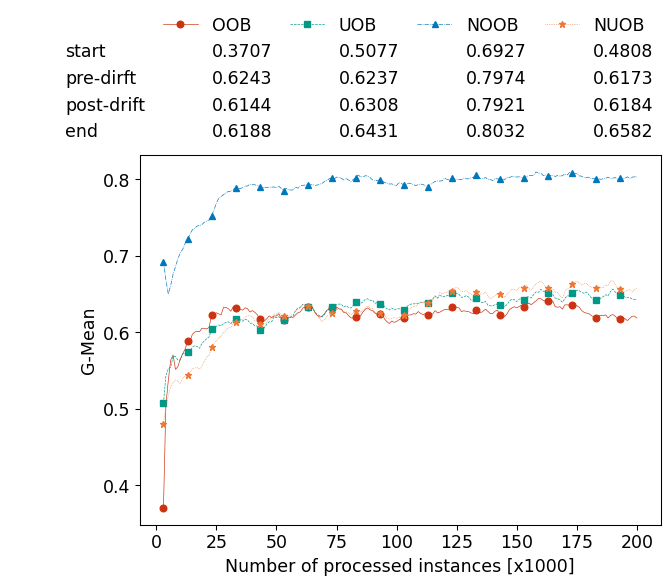 OOB UOB NOOB NUOB
start 0.3707 0.5077 0.6927 0.4808
pre-dirft 0.6243 0.6237 0.7974 0.6173
post-drift 0.6144 0.6308 0.7921 0.6184
end 0.6188 0.6431 0.8032 0.6582
0.8
0.7
0.6
0.5
0.4
G-Mean
0 25 50 75 100 125 150 175 200
Number of processed instances [x1000]